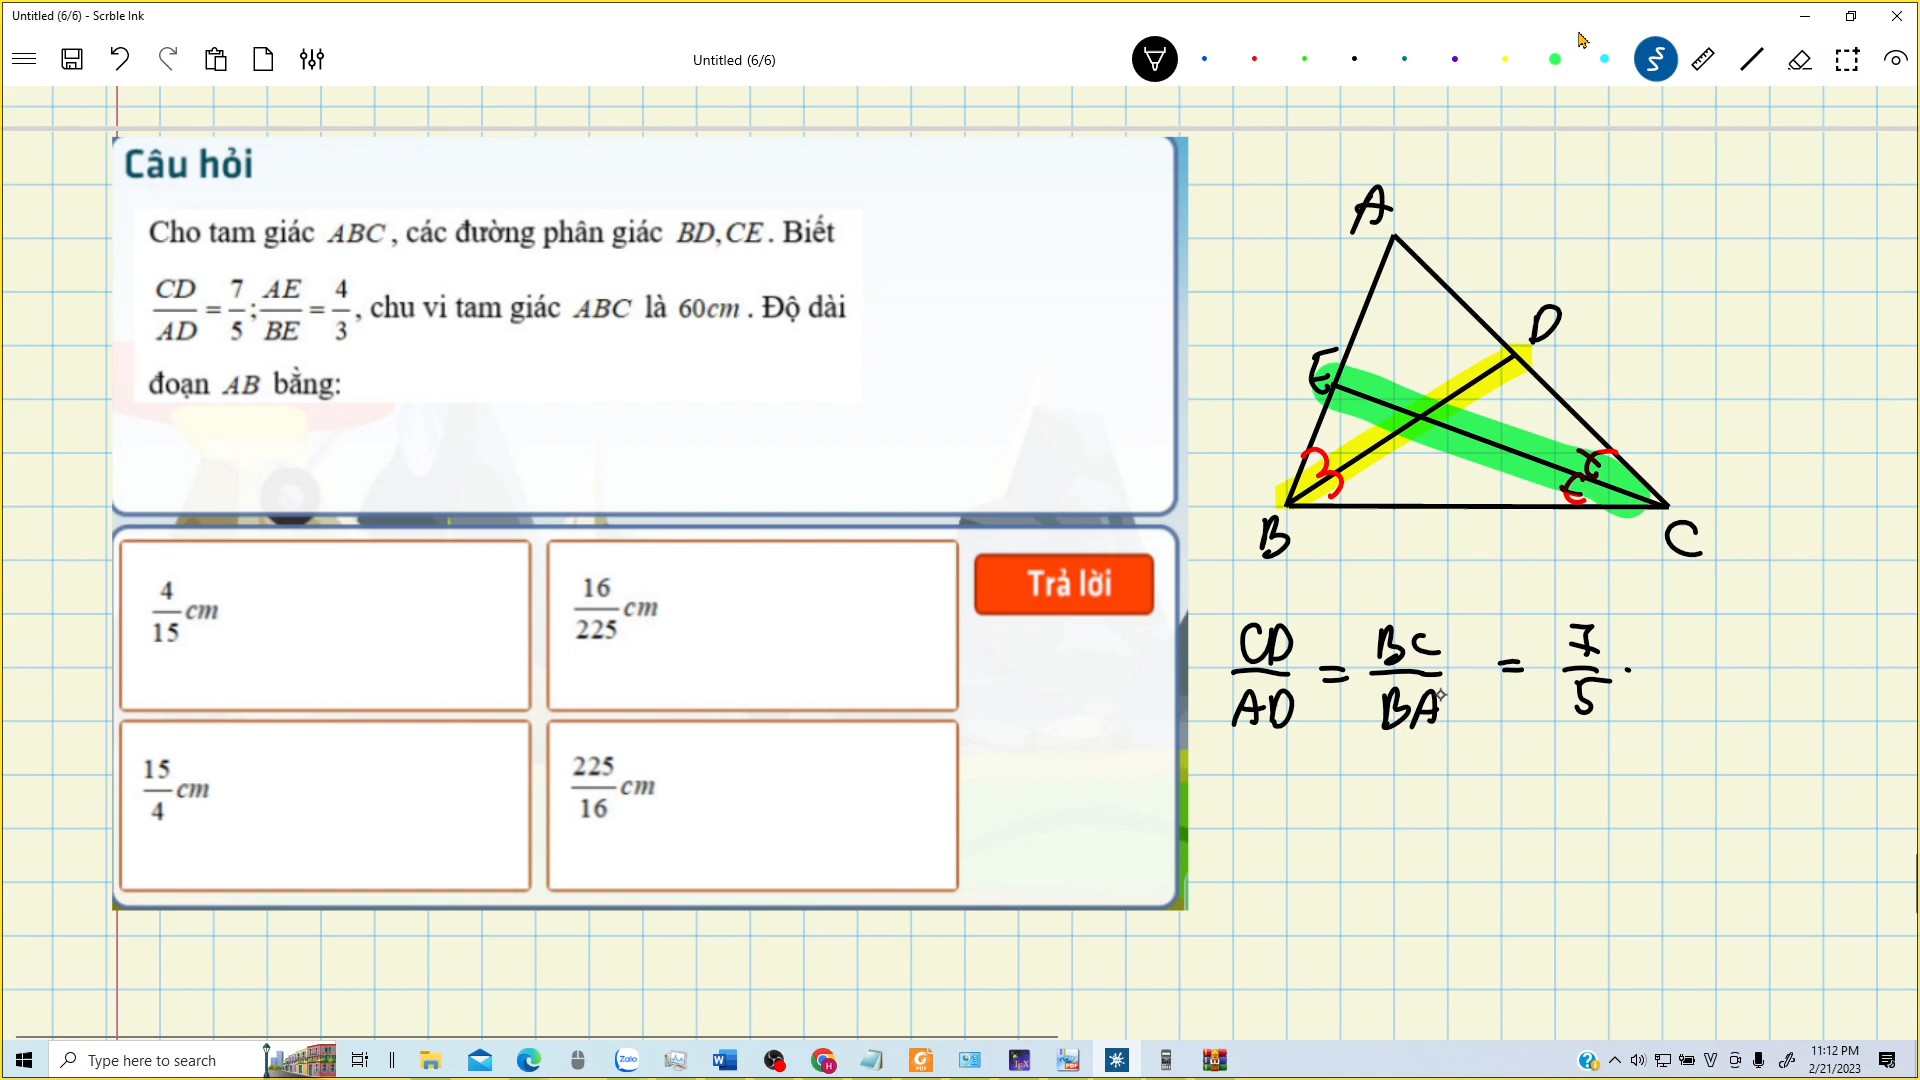 Untitled (6/6) - Scrble Ink
Untitled (6/6)
Câu hỏi
Cho tam giác ABC, các đường phân giác BD, CE. Biết
CD/AD = 7/5; AE/BE = 4/3, chu vi tam giác ABC là 60cm. Độ dài
đoạn AB bằng:
4/15 cm
16/225 cm
Trả lời
15/4 cm
225/16 cm
A
D
E
B
C
CD/AD = BC/BA = 7/5.
Type here to search
Zalo
11:12 PM
2/21/2023